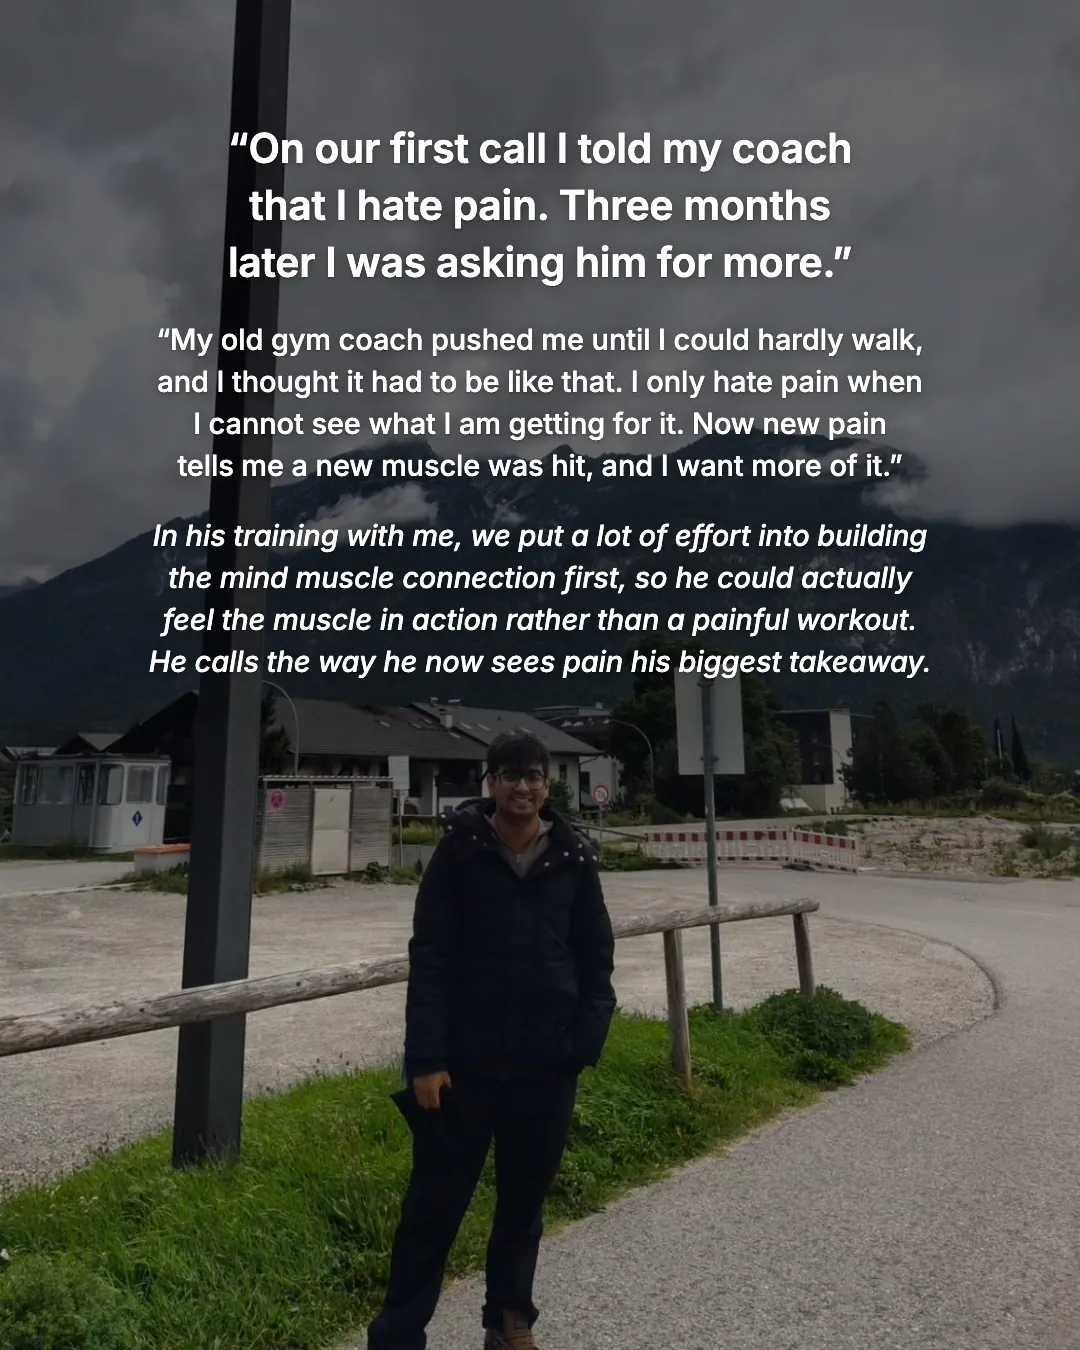 “On our first call I told my coach
that I hate pain. Three months
later I was asking him for more.”
“My old gym coach pushed me until I could hardly walk,
and I thought it had to be like that. I only hate pain when
I cannot see what I am getting for it. Now new pain
tells me a new muscle was hit, and I want more of it.”
In his training with me, we put a lot of effort into building
the mind muscle connection first, so he could actually
feel the muscle in action rather than a painful workout.
He calls the way he now sees pain his biggest takeaway.